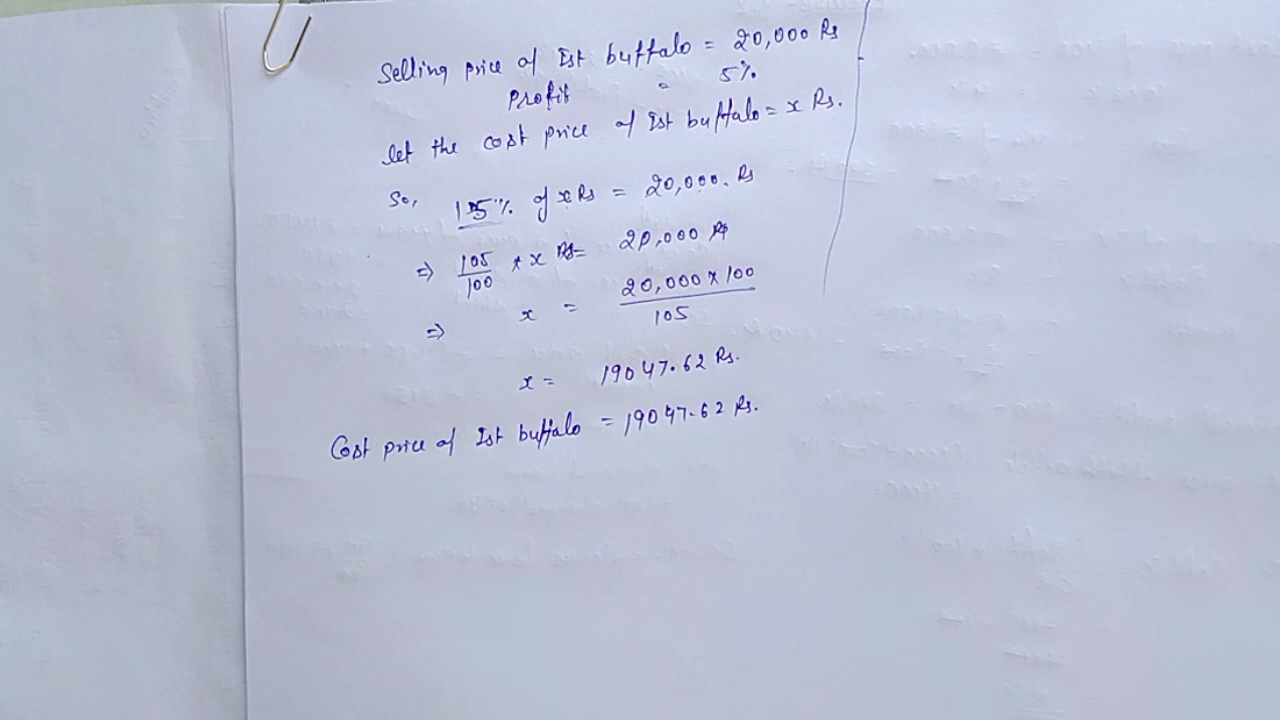 Selling price of Ist buffalo = 20,000 Rs
Profit = 5%
let the cost price of Ist buffalo = x Rs.
So, 105% of x Rs = 20,000. Rs
⇒ 105/100 * x Rs = 20,000 Rs
⇒ x = 20,000 x 100 / 105
x = 19047.62 Rs.
Cost price of Ist buffalo = 19047.62 Rs.